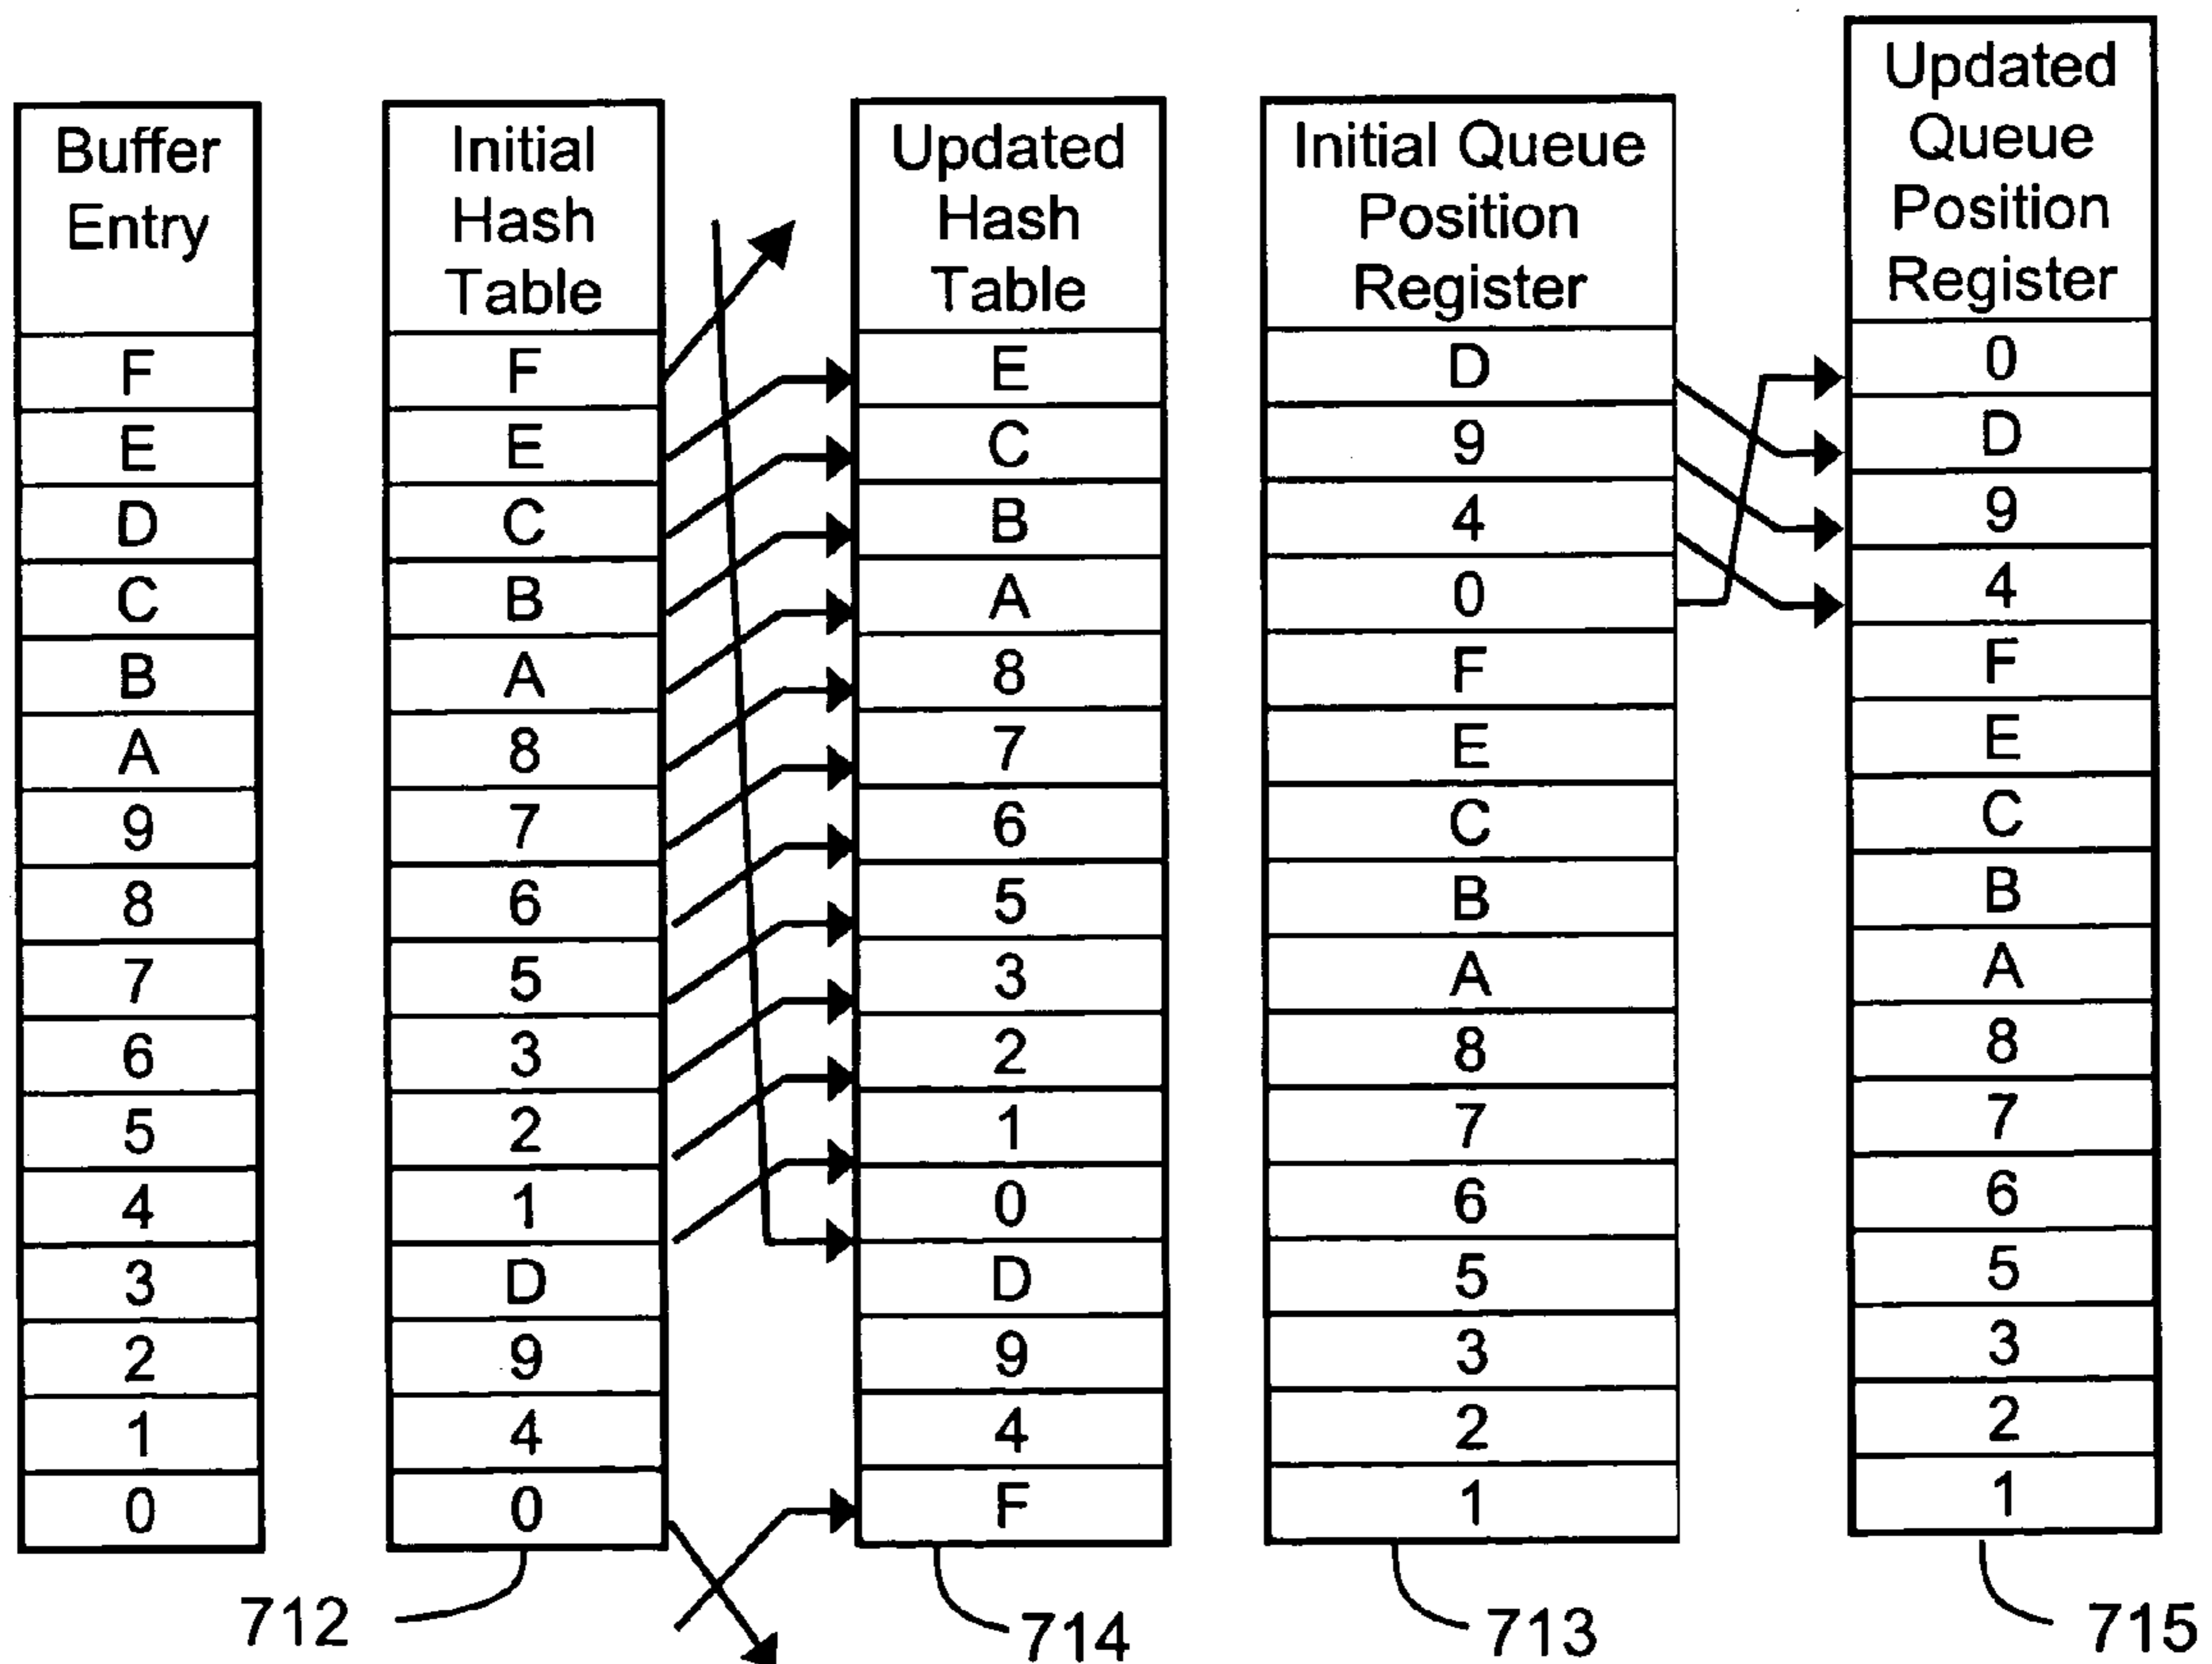 Buffer Entry
F
E
D
C
B
A
9
8
7
6
5
4
3
2
1
0
Initial Hash Table
F
E
C
B
A
8
7
6
5
3
2
1
D
9
4
0
712
Updated Hash Table
E
C
B
A
8
7
6
5
3
2
1
0
D
9
4
F
714
Initial Queue Position Register
D
9
4
0
F
E
C
B
A
8
7
6
5
3
2
1
713
Updated Queue Position Register
0
D
9
4
F
E
C
B
A
8
7
6
5
3
2
1
715